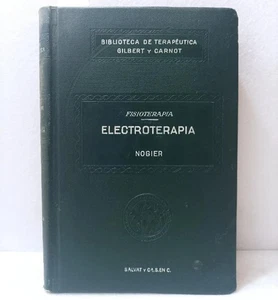 BIBLIOTECA DE TERAPÉUTICA
GILBERT Y CARNOT
FISIOTERAPIA
ELECTROTERAPIA
NOGIER
SALVAT Y Cª, S. EN C.